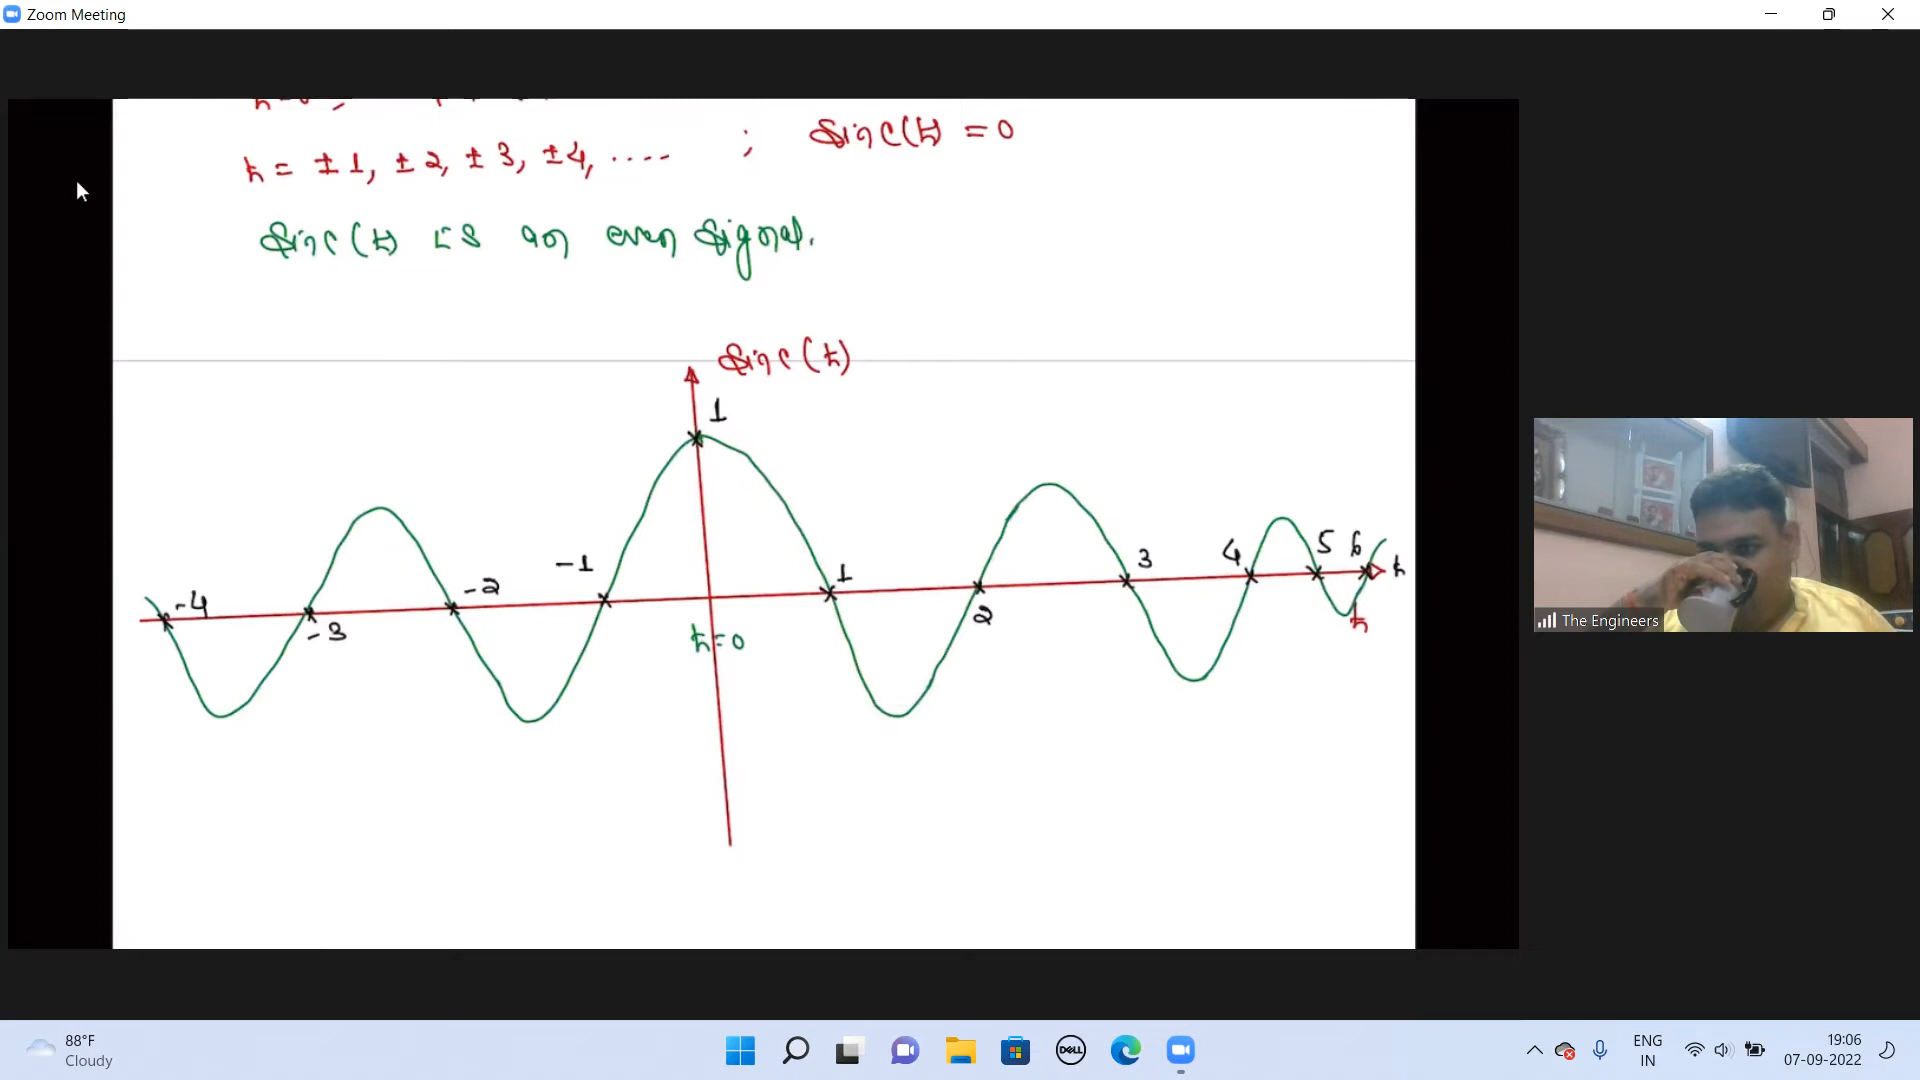 Zoom Meeting
t = ±1, ±2, ±3, ±4, ..... ; Sinc(t) = 0
Sinc(t) is an even signal.
Sinc(t)
1
-4 -3 -2 -1 t=0 1 2 3 4 5 6 t
t
The Engineers
88°F
Cloudy
DELL
ENG
IN
19:06
07-09-2022